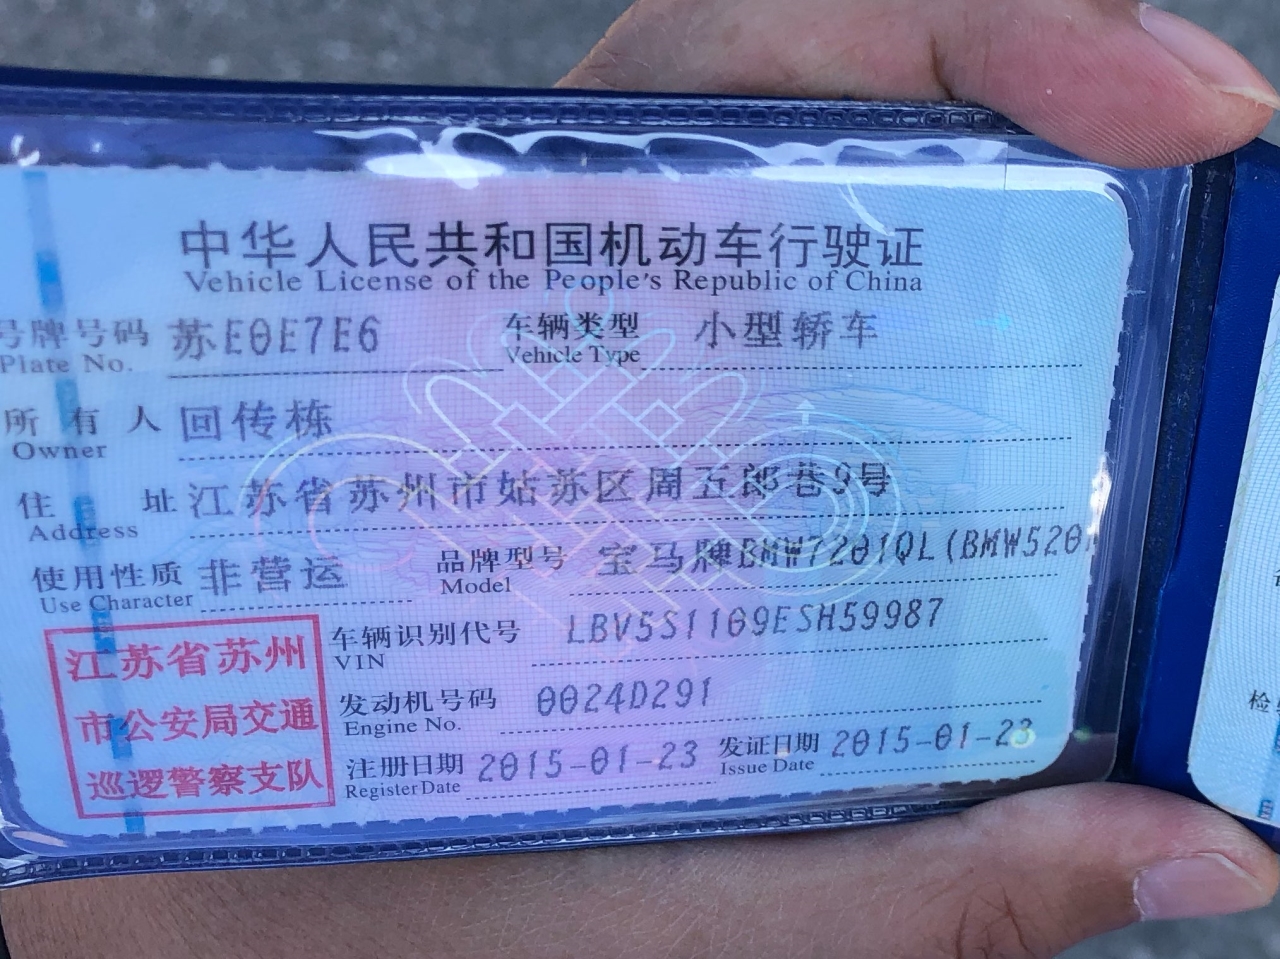 中华人民共和国机动车行驶证
Vehicle License of the People's Republic of China
号牌号码 苏E0E7E6 车辆类型 小型轿车
Plate No. Vehicle Type
所有人 回传栋
Owner
住址 江苏省苏州市姑苏区周五郎巷9号
Address
使用性质 非营运 品牌型号 宝马牌BMW7201QL(BMW520
Use Character Model
江苏省苏州
市公安局交通
巡逻警察支队
车辆识别代号 LBV5S1109ESH59987
VIN
发动机号码 0024D291
Engine No.
注册日期 2015-01-23 发证日期 2015-01-23
Register Date Issue Date
检